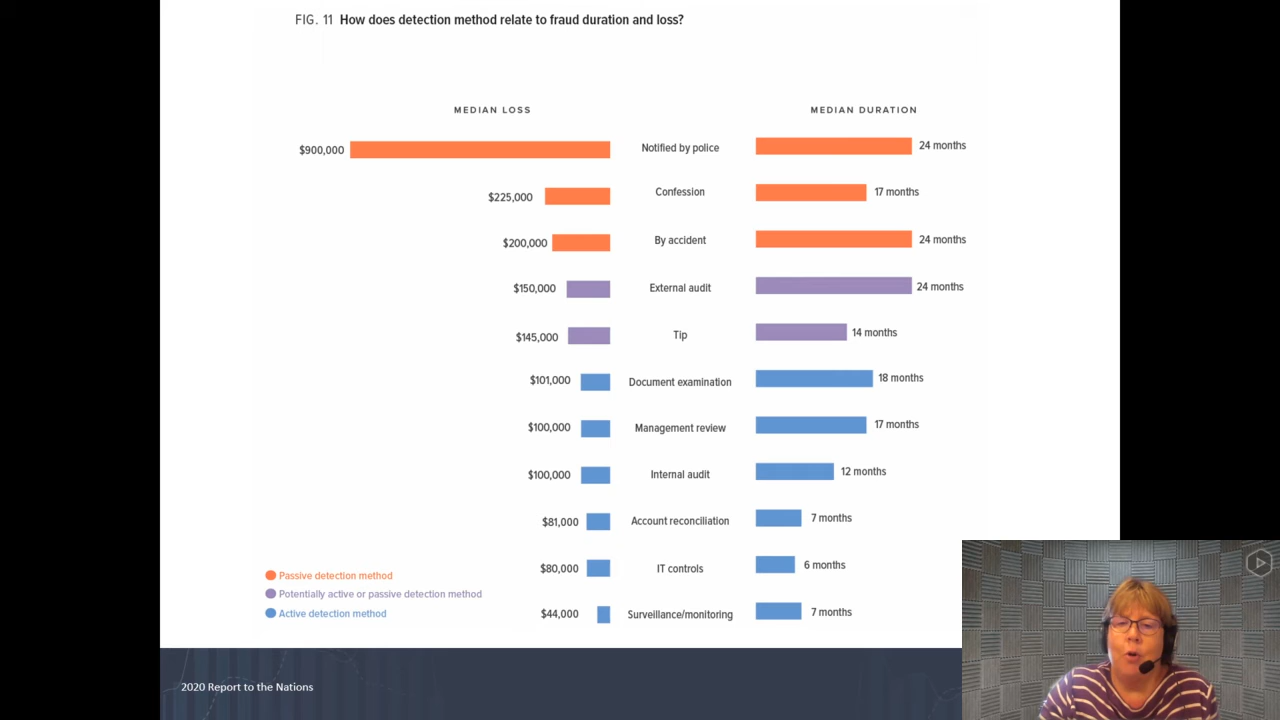 FIG. 11 How does detection method relate to fraud duration and loss?
MEDIAN LOSS
MEDIAN DURATION
$900,000 Notified by police 24 months
$225,000 Confession 17 months
$200,000 By accident 24 months
$150,000 External audit 24 months
$145,000 Tip 14 months
$101,000 Document examination 18 months
$100,000 Management review 17 months
$100,000 Internal audit 12 months
$81,000 Account reconciliation 7 months
$80,000 IT controls 6 months
$44,000 Surveillance/monitoring 7 months
Passive detection method
Potentially active or passive detection method
Active detection method
2020 Report to the Nations